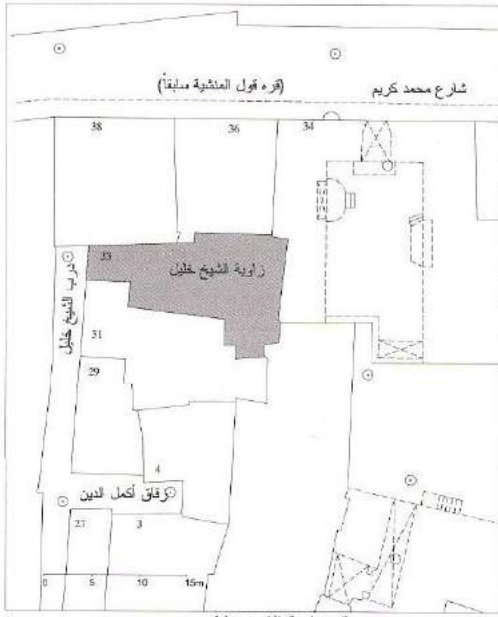 شارع محمد كريم (قره قول المنشية سابقاً)
38 36 34
33 زاوية الشيخ خليل
درب الشيخ خليل
31
29
4
زقاق أكمل الدين
27 3
0 5 10 15m